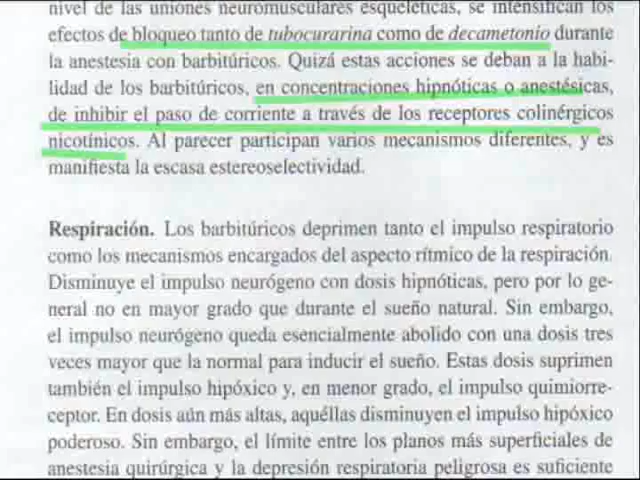 nivel de las uniones neuromusculares esqueléticas, se intensifican los
efectos de bloqueo tanto de tubocurarina como de decametonio durante
la anestesia con barbitúricos. Quizá estas acciones se deban a la habi-
lidad de los barbitúricos, en concentraciones hipnóticas o anestésicas,
de inhibir el paso de corriente a través de los receptores colinérgicos
nicotínicos. Al parecer participan varios mecanismos diferentes, y es
manifiesta la escasa estereoselectividad.
Respiración. Los barbitúricos deprimen tanto el impulso respiratorio
como los mecanismos encargados del aspecto rítmico de la respiración.
Disminuye el impulso neurógeno con dosis hipnóticas, pero por lo ge-
neral no en mayor grado que durante el sueño natural. Sin embargo,
el impulso neurógeno queda esencialmente abolido con una dosis tres
veces mayor que la normal para inducir el sueño. Estas dosis suprimen
también el impulso hipóxico y, en menor grado, el impulso quimiorre-
ceptor. En dosis aún más altas, aquéllas disminuyen el impulso hipóxico
poderoso. Sin embargo, el límite entre los planos más superficiales de
anestesia quirúrgica y la depresión respiratoria peligrosa es suficiente